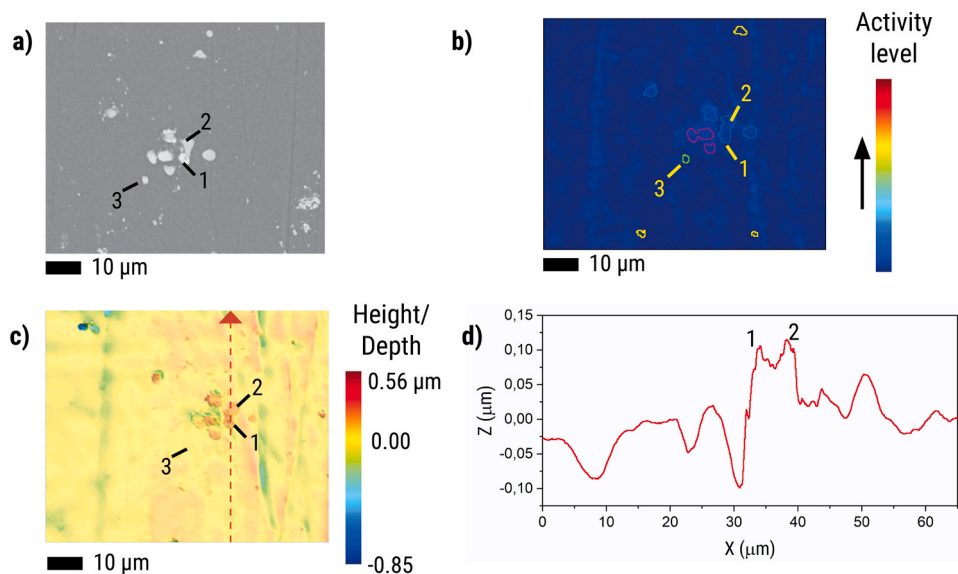 a)
2
1
3
10 µm
b)
2
1
3
10 µm
Activity
level
c)
2
1
3
10 µm
Height/
Depth
0.56 µm
0.00
-0.85
d)
0,15
0,10
0,05
0,00
-0,05
-0,10
Z (µm)
1
2
0
10
20
30
40
50
60
X (µm)